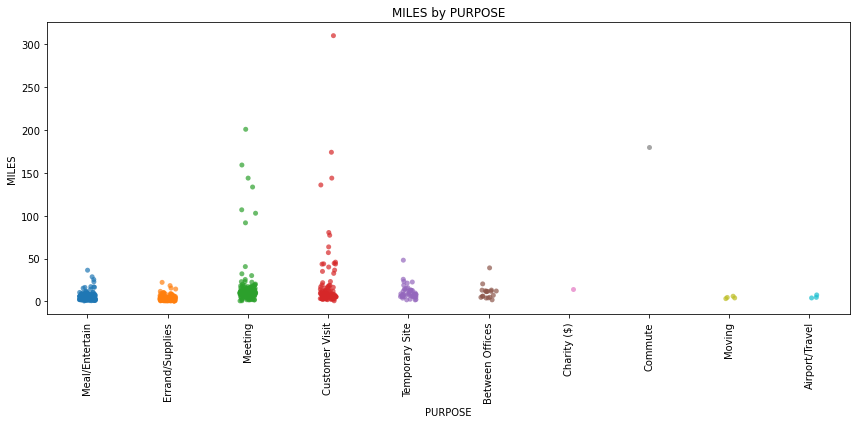 MILES by PURPOSE
MILES
300
250
200
150
100
50
0
Meal/Entertain
Errand/Supplies
Meeting
Customer Visit
Temporary Site
Between Offices
Charity ($)
Commute
Moving
Airport/Travel
PURPOSE